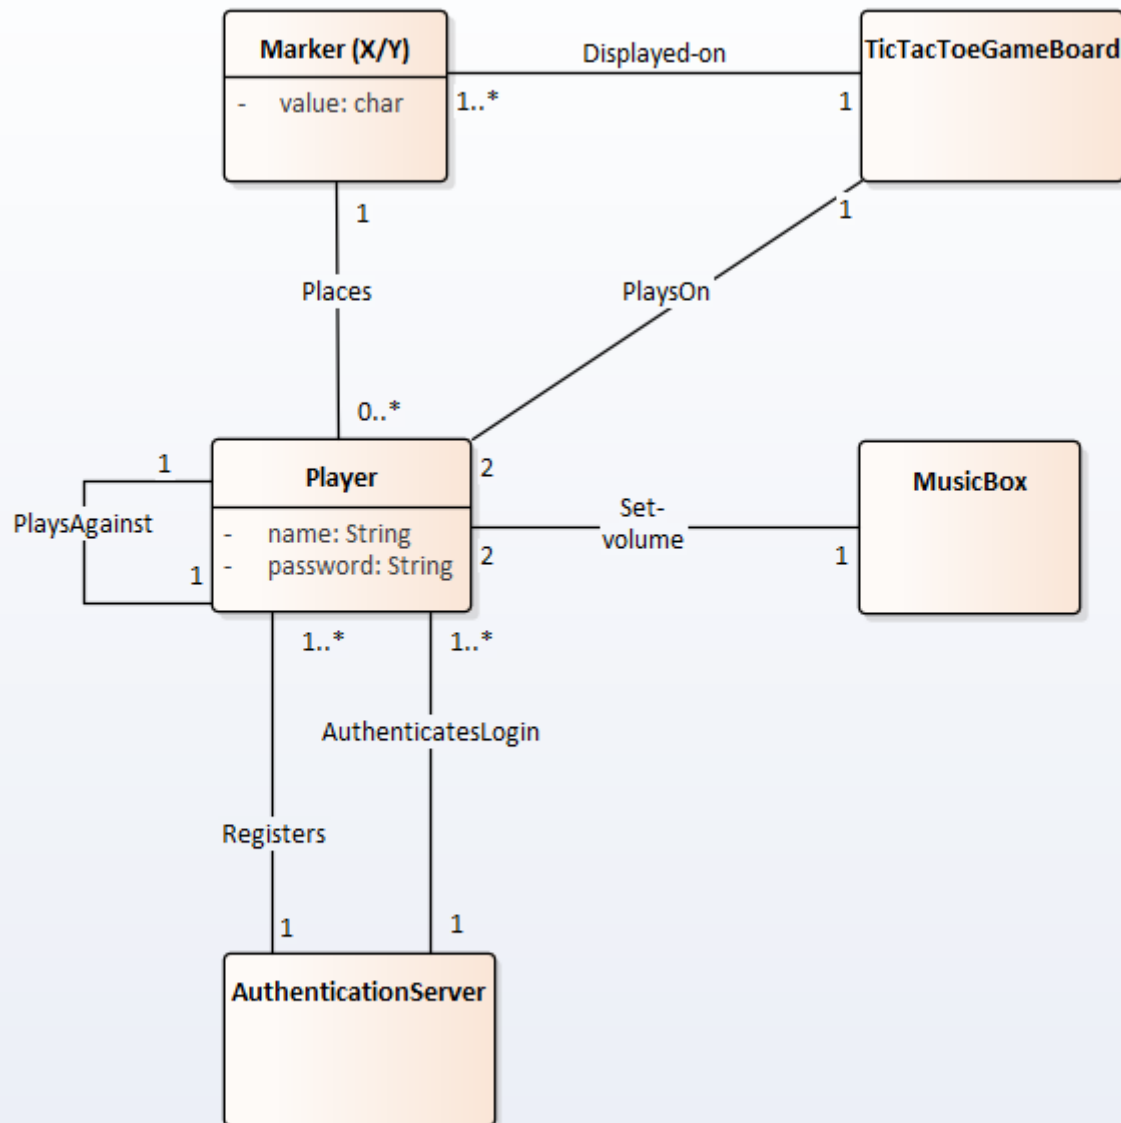 Marker (X/Y)
- value: char
Displayed-on
1..*
1
TicTacToeGameBoard
1
Places
0..*
1
PlaysOn
2
Player
- name: String
- password: String
1
PlaysAgainst
1
Set-
volume
2
1
MusicBox
1..*
1..*
AuthenticatesLogin
Registers
1
1
AuthenticationServer